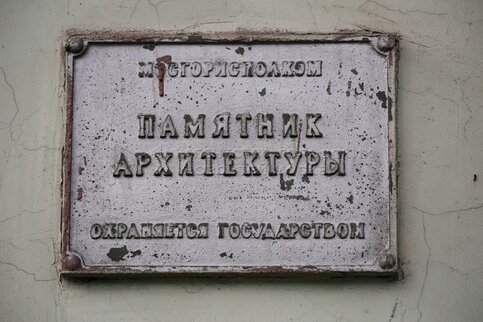 МОСГОРИСПОЛКОМ
ПАМЯТНИК
АРХИТЕКТУРЫ
ОХРАНЯЕТСЯ ГОСУДАРСТВОМ